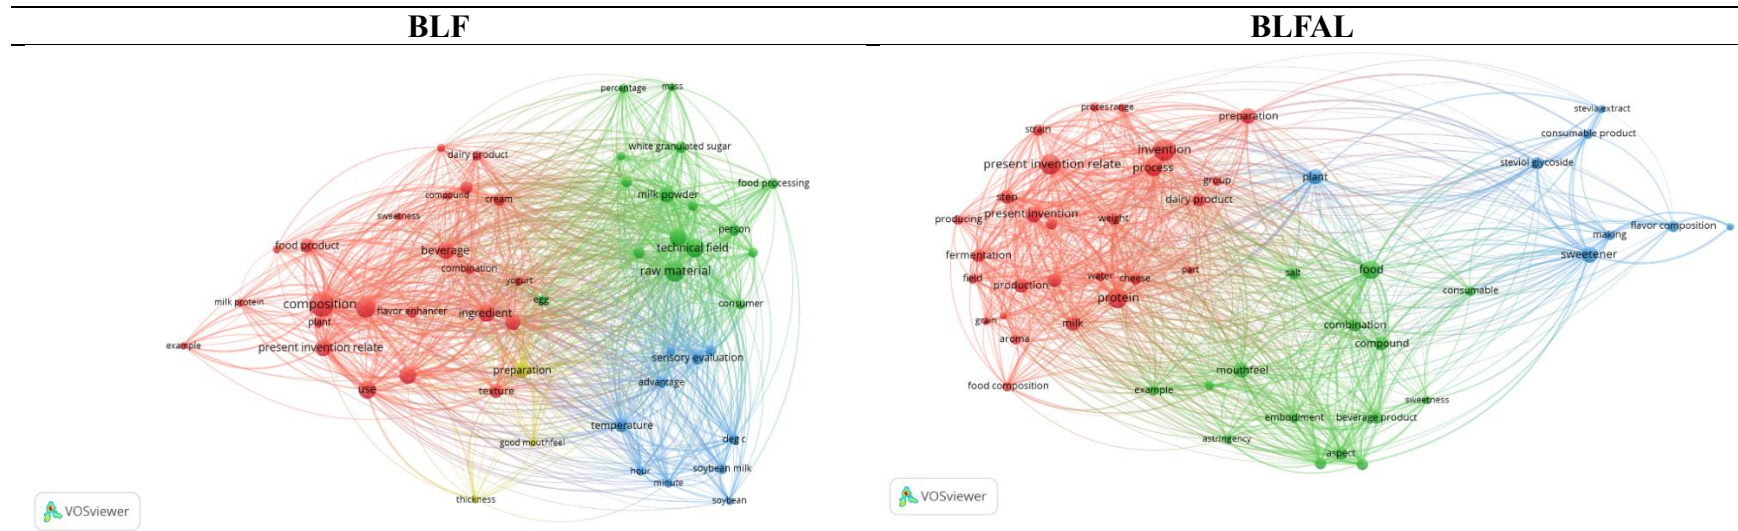 BLF
BLFAL
percentage
mass
white granulated sugar
dairy product
food processing
compound
cream
milk powder
sweetness
person
food product
beverage
technical field
combination
raw material
yogurt
egg
milk protein
composition
flavor enhancer
ingredient
consumer
plant
example
present invention relate
sensory evaluation
preparation
advantage
use
texture
temperature
good mouthfeel
deg c
hour
soybean milk
minute
thickness
soybean
VOSviewer
procesrange
preparation
stevia extract
strain
consumable product
invention
present invention relate
process
steviol glycoside
group
plant
step
dairy product
producing
present invention
weight
flavor composition
making
fermentation
sweetener
field
water
cheese
part
salt
food
production
protein
consumable
grain
milk
combination
aroma
compound
mouthfeel
food composition
example
sweetness
embodiment
beverage product
astringency
aspect
VOSviewer